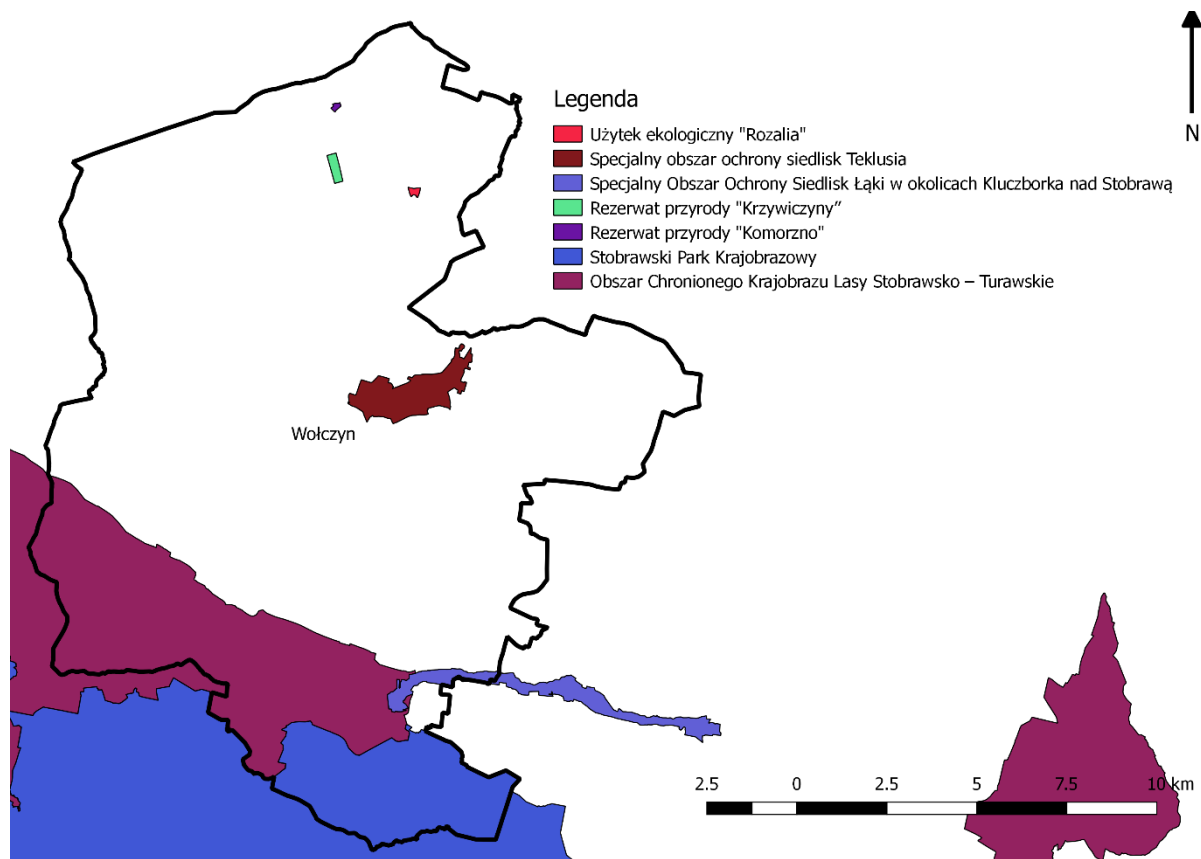 N
Legenda
Użytek ekologiczny "Rozalia"
Specjalny obszar ochrony siedlisk Teklusia
Specjalny Obszar Ochrony Siedlisk Łąki w okolicach Kluczborka nad Stobrawą
Rezerwat przyrody "Krzywiczyny”
Rezerwat przyrody "Komorzno"
Stobrawski Park Krajobrazowy
Obszar Chronionego Krajobrazu Lasy Stobrawsko – Turawskie
Wołczyn
2.5 0 2.5 5 7.5 10 km